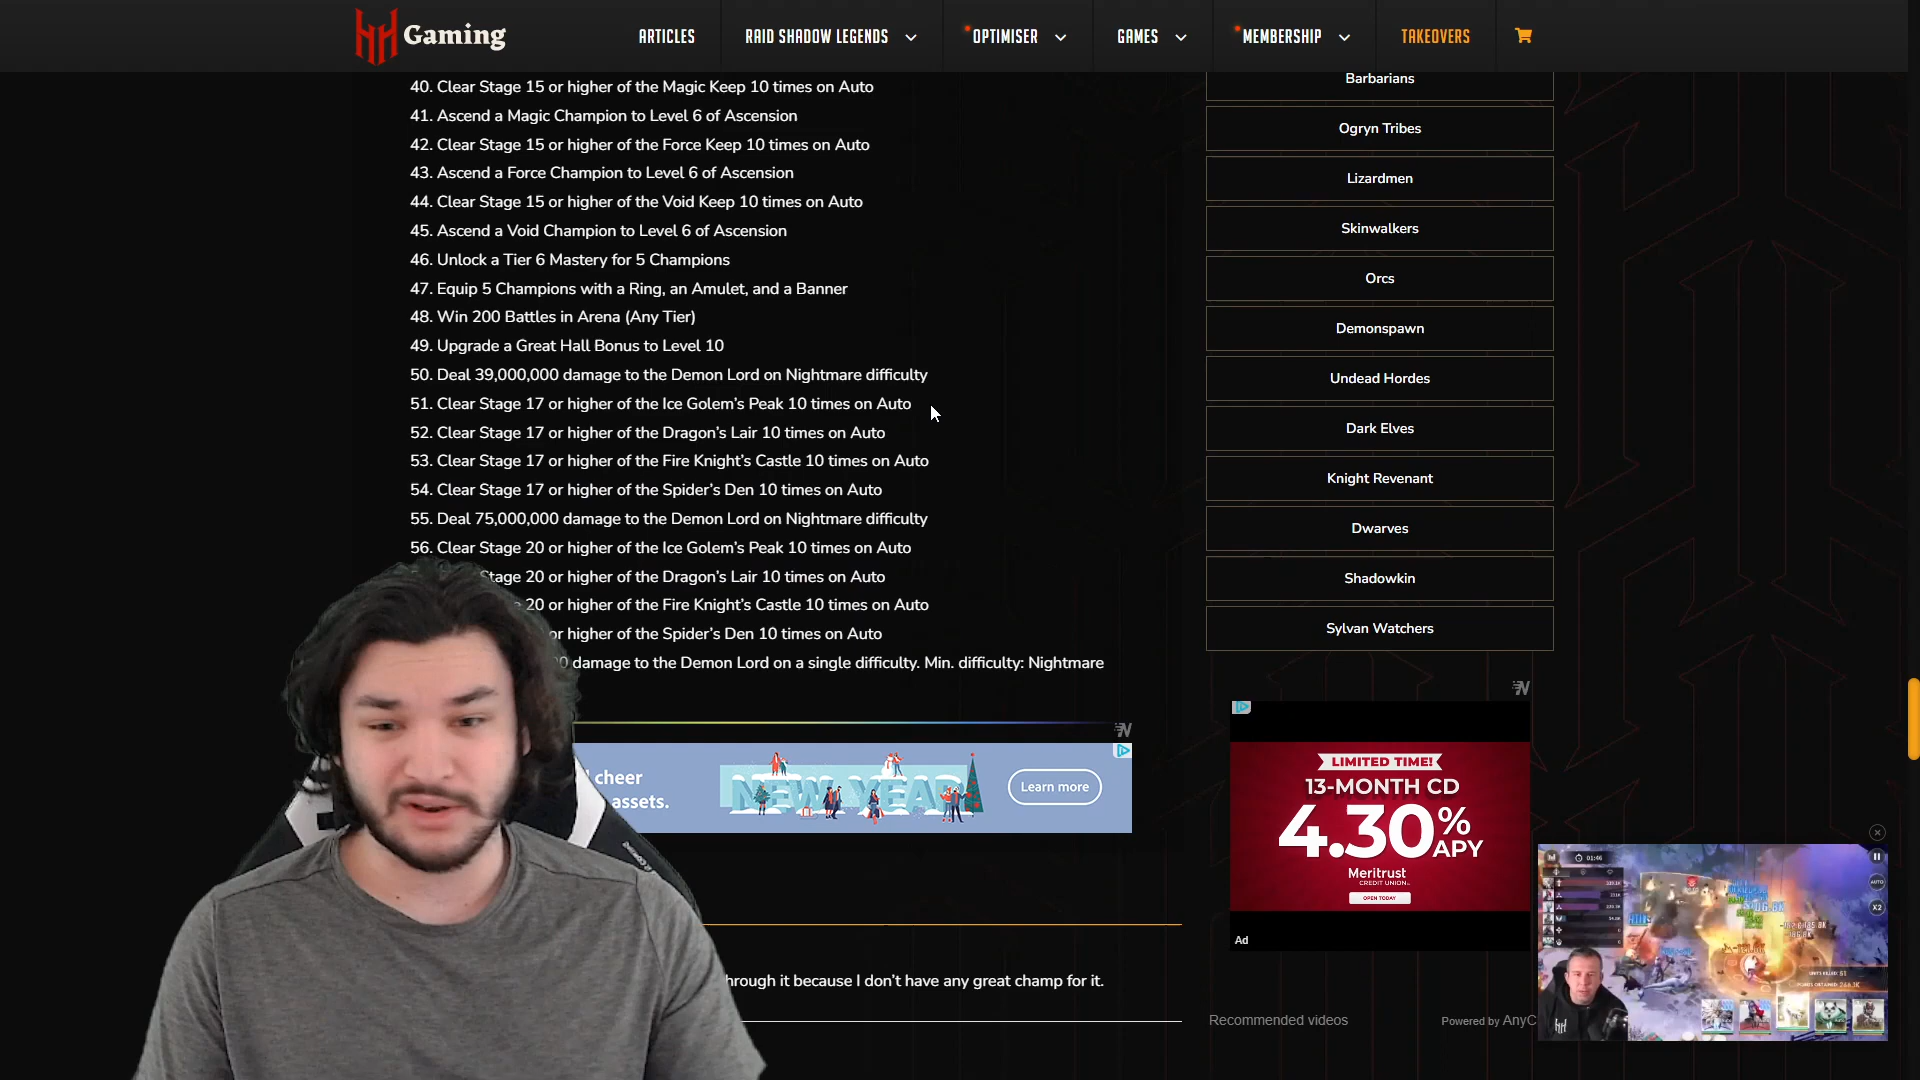 Gaming
ARTICLES
RAID SHADOW LEGENDS
OPTIMISER
GAMES
MEMBERSHIP
TAKEOVERS
40. Clear Stage 15 or higher of the Magic Keep 10 times on Auto
41. Ascend a Magic Champion to Level 6 of Ascension
42. Clear Stage 15 or higher of the Force Keep 10 times on Auto
43. Ascend a Force Champion to Level 6 of Ascension
44. Clear Stage 15 or higher of the Void Keep 10 times on Auto
45. Ascend a Void Champion to Level 6 of Ascension
46. Unlock a Tier 6 Mastery for 5 Champions
47. Equip 5 Champions with a Ring, an Amulet, and a Banner
48. Win 200 Battles in Arena (Any Tier)
49. Upgrade a Great Hall Bonus to Level 10
50. Deal 39,000,000 damage to the Demon Lord on Nightmare difficulty
51. Clear Stage 17 or higher of the Ice Golem's Peak 10 times on Auto
52. Clear Stage 17 or higher of the Dragon's Lair 10 times on Auto
53. Clear Stage 17 or higher of the Fire Knight's Castle 10 times on Auto
54. Clear Stage 17 or higher of the Spider's Den 10 times on Auto
55. Deal 75,000,000 damage to the Demon Lord on Nightmare difficulty
56. Clear Stage 20 or higher of the Ice Golem's Peak 10 times on Auto
tage 20 or higher of the Dragon's Lair 10 times on Auto
20 or higher of the Fire Knight's Castle 10 times on Auto
or higher of the Spider's Den 10 times on Auto
0 damage to the Demon Lord on a single difficulty. Min. difficulty: Nightmare
cheer
assets.
NEW YEAR
Learn more
hrough it because I don't have any great champ for it.
Barbarians
Ogryn Tribes
Lizardmen
Skinwalkers
Orcs
Demonspawn
Undead Hordes
Dark Elves
Knight Revenant
Dwarves
Shadowkin
Sylvan Watchers
LIMITED TIME!
13-MONTH CD
4.30% APY
Meritrust
CREDIT UNION
OPEN TODAY
Ad
Recommended videos
Powered by AnyC
01:46
AUTO
X2